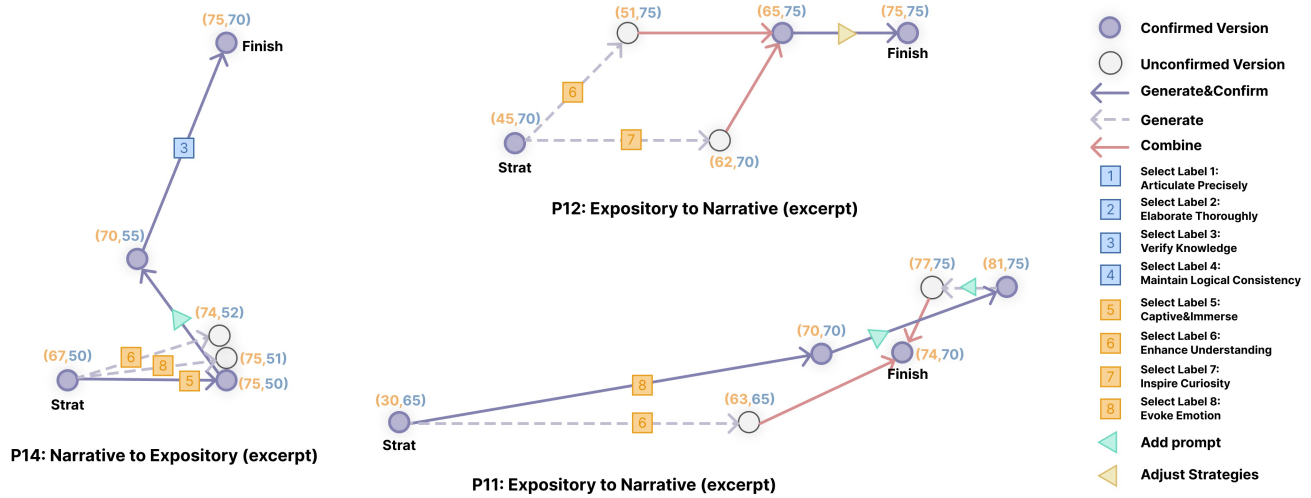 (75,70)
Finish
3
(70,55)
(74,52)
(67,50)
6
8
(75,51)
5
(75,50)
Strat
P14: Narrative to Expository (excerpt)
(51,75)
(65,75)
(75,75)
Finish
6
(45,70)
7
Strat
(62,70)
P12: Expository to Narrative (excerpt)
(77,75)
(81,75)
(70,70)
(74,70)
Finish
8
(30,65)
(63,65)
6
Strat
P11: Expository to Narrative (excerpt)
Confirmed Version
Unconfirmed Version
Generate&Confirm
Generate
Combine
1
Select Label 1:
Articulate Precisely
2
Select Label 2:
Elaborate Thoroughly
3
Select Label 3:
Verify Knowledge
4
Select Label 4:
Maintain Logical Consistency
5
Select Label 5:
Captive&Immerse
6
Select Label 6:
Enhance Understanding
7
Select Label 7:
Inspire Curiosity
8
Select Label 8:
Evoke Emotion
Add prompt
Adjust Strategies